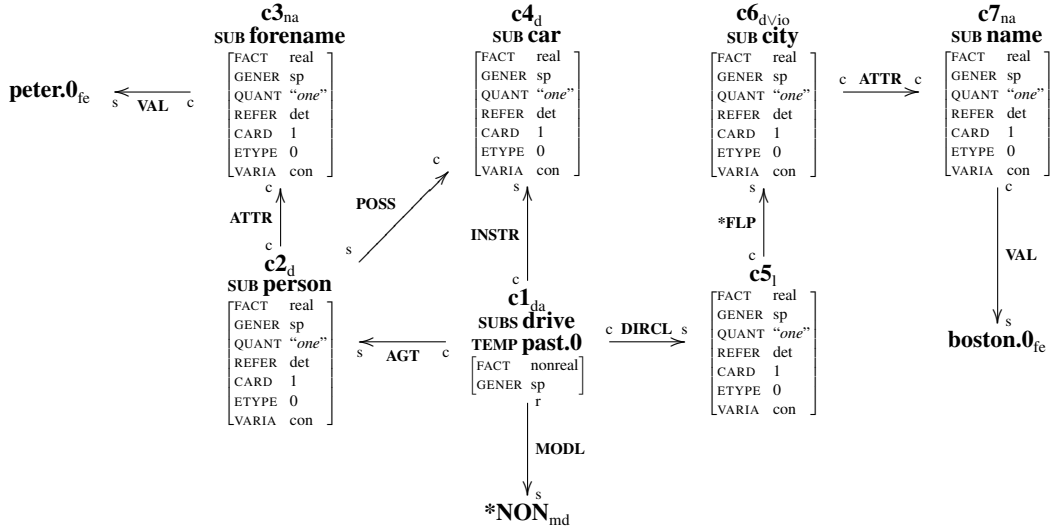 c3na
SUB forename
FACT real
GENER sp
QUANT “one”
REFER det
CARD 1
ETYPE 0
VARIA con
c4d
SUB car
FACT real
GENER sp
QUANT “one”
REFER det
CARD 1
ETYPE 0
VARIA con
c6d∨io
SUB city
FACT real
GENER sp
QUANT “one”
REFER det
CARD 1
ETYPE 0
VARIA con
c7na
SUB name
FACT real
GENER sp
QUANT “one”
REFER det
CARD 1
ETYPE 0
VARIA con
peter.0fe
s VAL c
c ATTR c
c
ATTR
c
c
POSS
s
s
INSTR
c
s
*FLP
c
c
VAL
s
c2d
SUB person
FACT real
GENER sp
QUANT “one”
REFER det
CARD 1
ETYPE 0
VARIA con
s AGT c
c1da
SUBS drive
TEMP past.0
FACT nonreal
GENER sp
c DIRCL s
c5l
FACT real
GENER sp
QUANT “one”
REFER det
CARD 1
ETYPE 0
VARIA con
boston.0fe
r
MODL
s
*NONmd